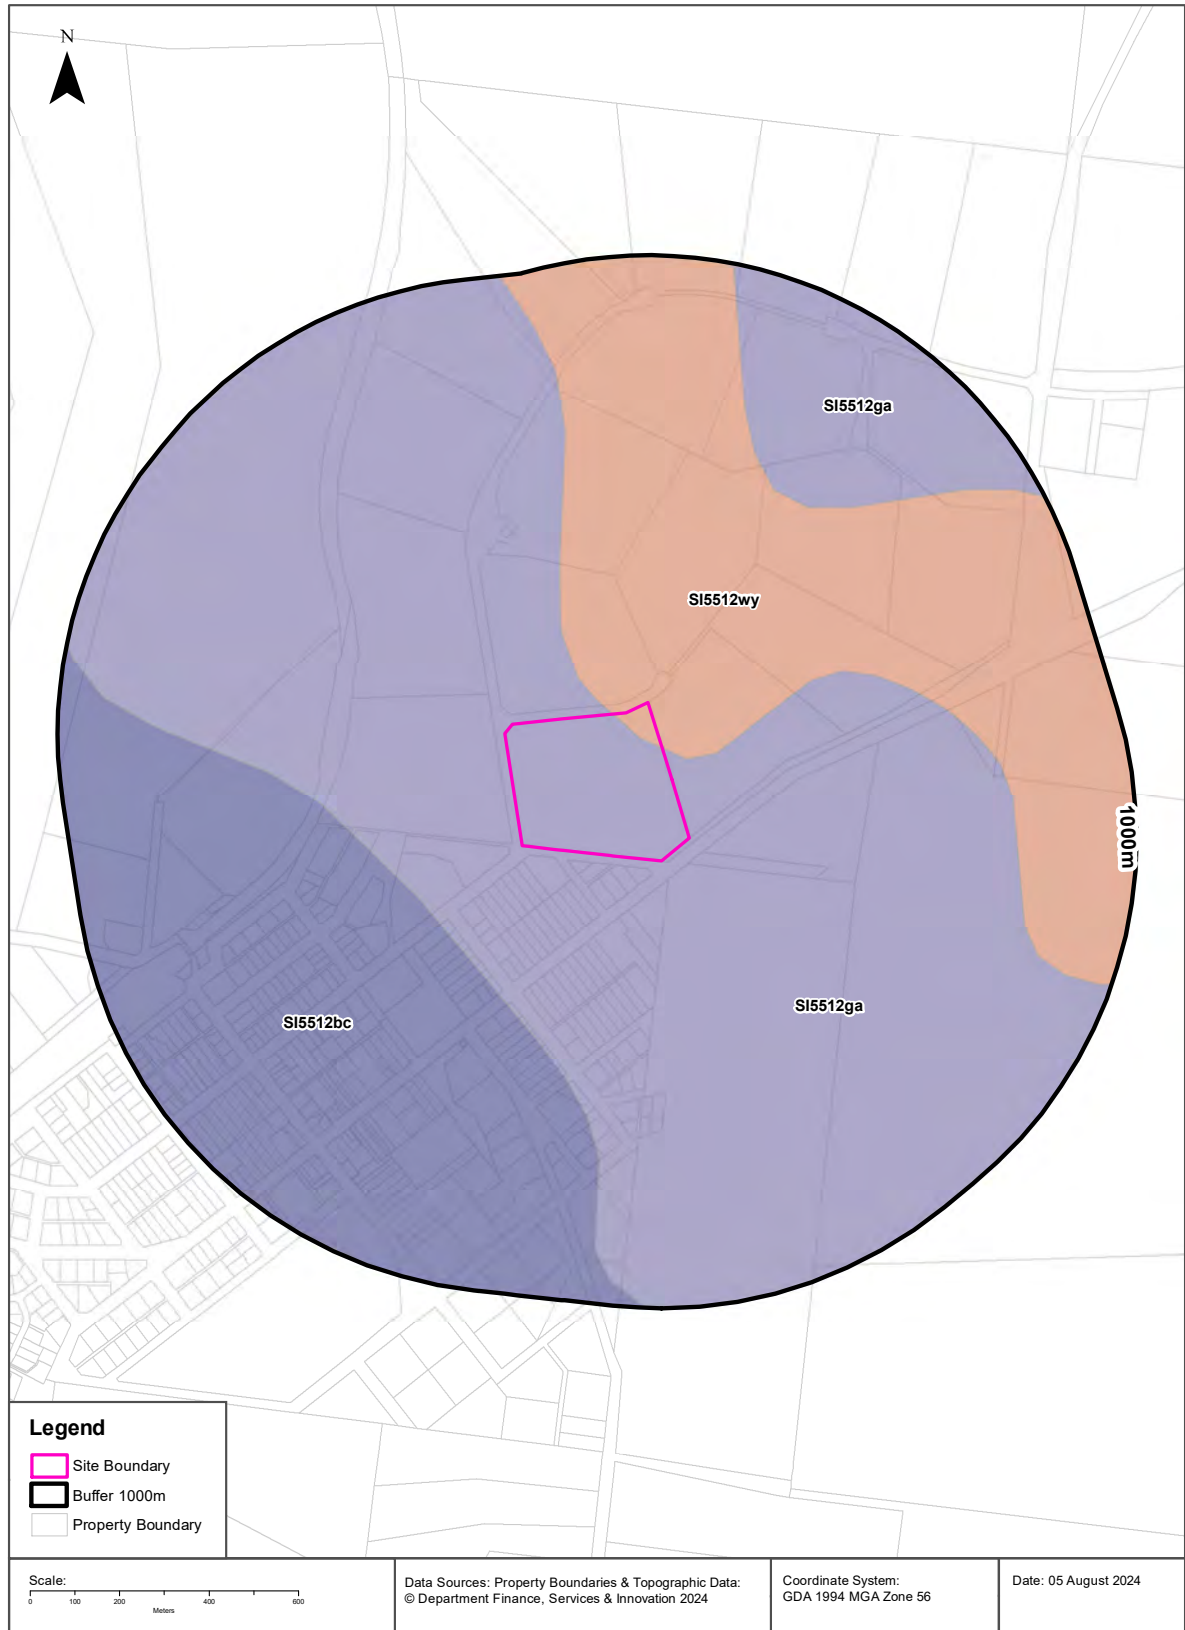 N
SI5512ga
SI5512wy
1000m
SI5512ga
SI5512bc
Legend
Site Boundary
Buffer 1000m
Property Boundary
Scale:
0 100 200 400 600
Meters
Data Sources: Property Boundaries & Topographic Data:
© Department Finance, Services & Innovation 2024
Coordinate System:
GDA 1994 MGA Zone 56
Date: 05 August 2024